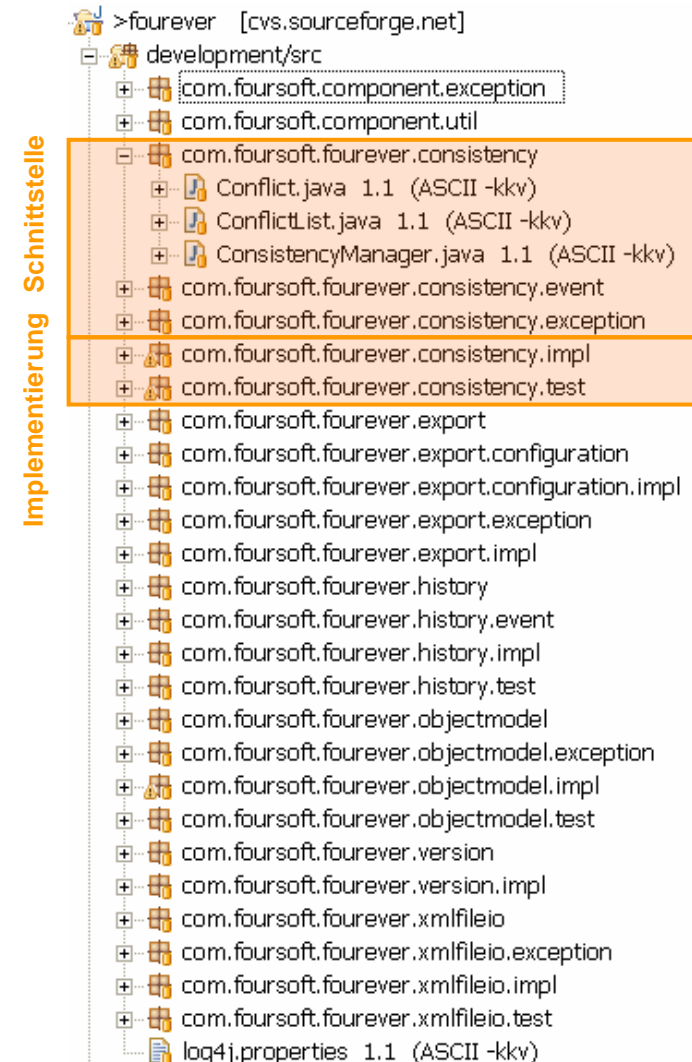 >fourever [cvs.sourceforge.net]
development/src
com.foursoft.component.exception
com.foursoft.component.util
com.foursoft.fourever.consistency
Conflict.java 1.1 (ASCII -kkv)
ConflictList.java 1.1 (ASCII -kkv)
ConsistencyManager.java 1.1 (ASCII -kkv)
com.foursoft.fourever.consistency.event
com.foursoft.fourever.consistency.exception
com.foursoft.fourever.consistency.impl
com.foursoft.fourever.consistency.test
com.foursoft.fourever.export
com.foursoft.fourever.export.configuration
com.foursoft.fourever.export.configuration.impl
com.foursoft.fourever.export.exception
com.foursoft.fourever.export.impl
com.foursoft.fourever.history
com.foursoft.fourever.history.event
com.foursoft.fourever.history.impl
com.foursoft.fourever.history.test
com.foursoft.fourever.objectmodel
com.foursoft.fourever.objectmodel.exception
com.foursoft.fourever.objectmodel.impl
com.foursoft.fourever.objectmodel.test
com.foursoft.fourever.version
com.foursoft.fourever.version.impl
com.foursoft.fourever.xmlfileio
com.foursoft.fourever.xmlfileio.exception
com.foursoft.fourever.xmlfileio.impl
com.foursoft.fourever.xmlfileio.test
log4j.properties 1.1 (ASCII -kkv)
Schnittstelle
Implementierung